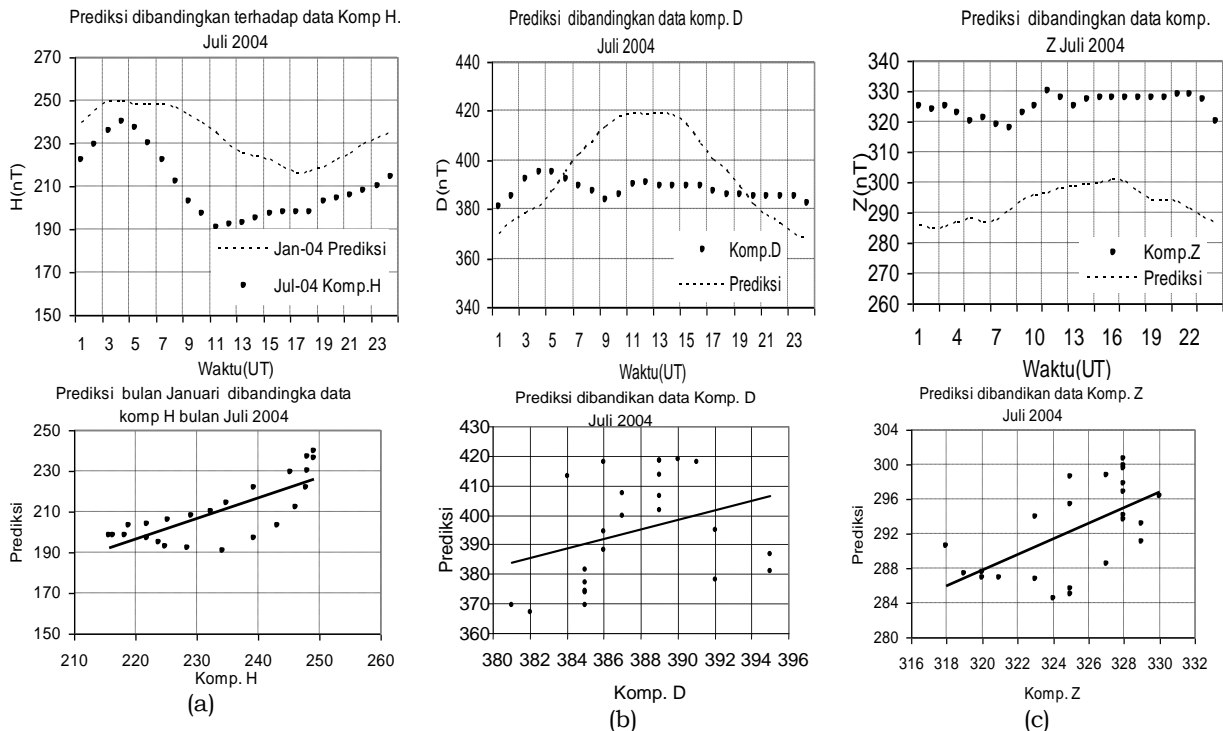 Prediksi dibandingkan terhadap data Komp H.
Juli 2004
270
250
230
210
190
170
150
H(nT)
Jan-04 Prediksi
Jul-04 Komp.H
1 3 5 7 9 11 13 15 17 19 21 23
Waktu(UT)
Prediksi dibandingkan data komp. D
Juli 2004
440
420
400
380
360
340
D(nT)
Komp.D
Prediksi
1 3 5 7 9 11 13 15 17 19 21 23
Waktu(UT)
Prediksi dibandingkan data komp.
Z Juli 2004
340
330
320
310
300
290
280
270
260
Z(nT)
Komp.Z
Prediksi
1 4 7 10 13 16 19 22
Waktu(UT)
Prediksi bulan Januari dibandingka data
komp H bulan Juli 2004
250
230
210
190
170
150
Prediksi
210 220 230 240 250 260
Komp. H
(a)
Prediksi dibandikan data Komp. D
Juli 2004
430
420
410
400
390
380
370
360
Prediksi
380 382 384 386 388 390 392 394 396
Komp. D
(b)
Prediksi dibandikan data Komp. Z
Juli 2004
304
300
296
292
288
284
280
Prediksi
316 318 320 322 324 326 328 330 332
Komp. Z
(c)